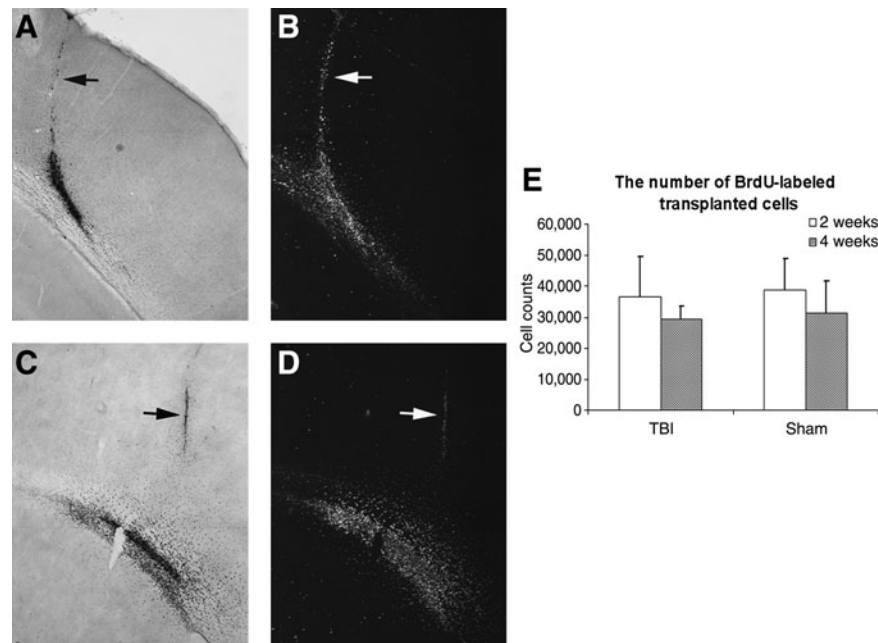 A
B
C
D
E
The number of BrdU-labeled
transplanted cells
2 weeks
4 weeks
60,000
50,000
40,000
30,000
20,000
10,000
0
Cell counts
TBI
Sham